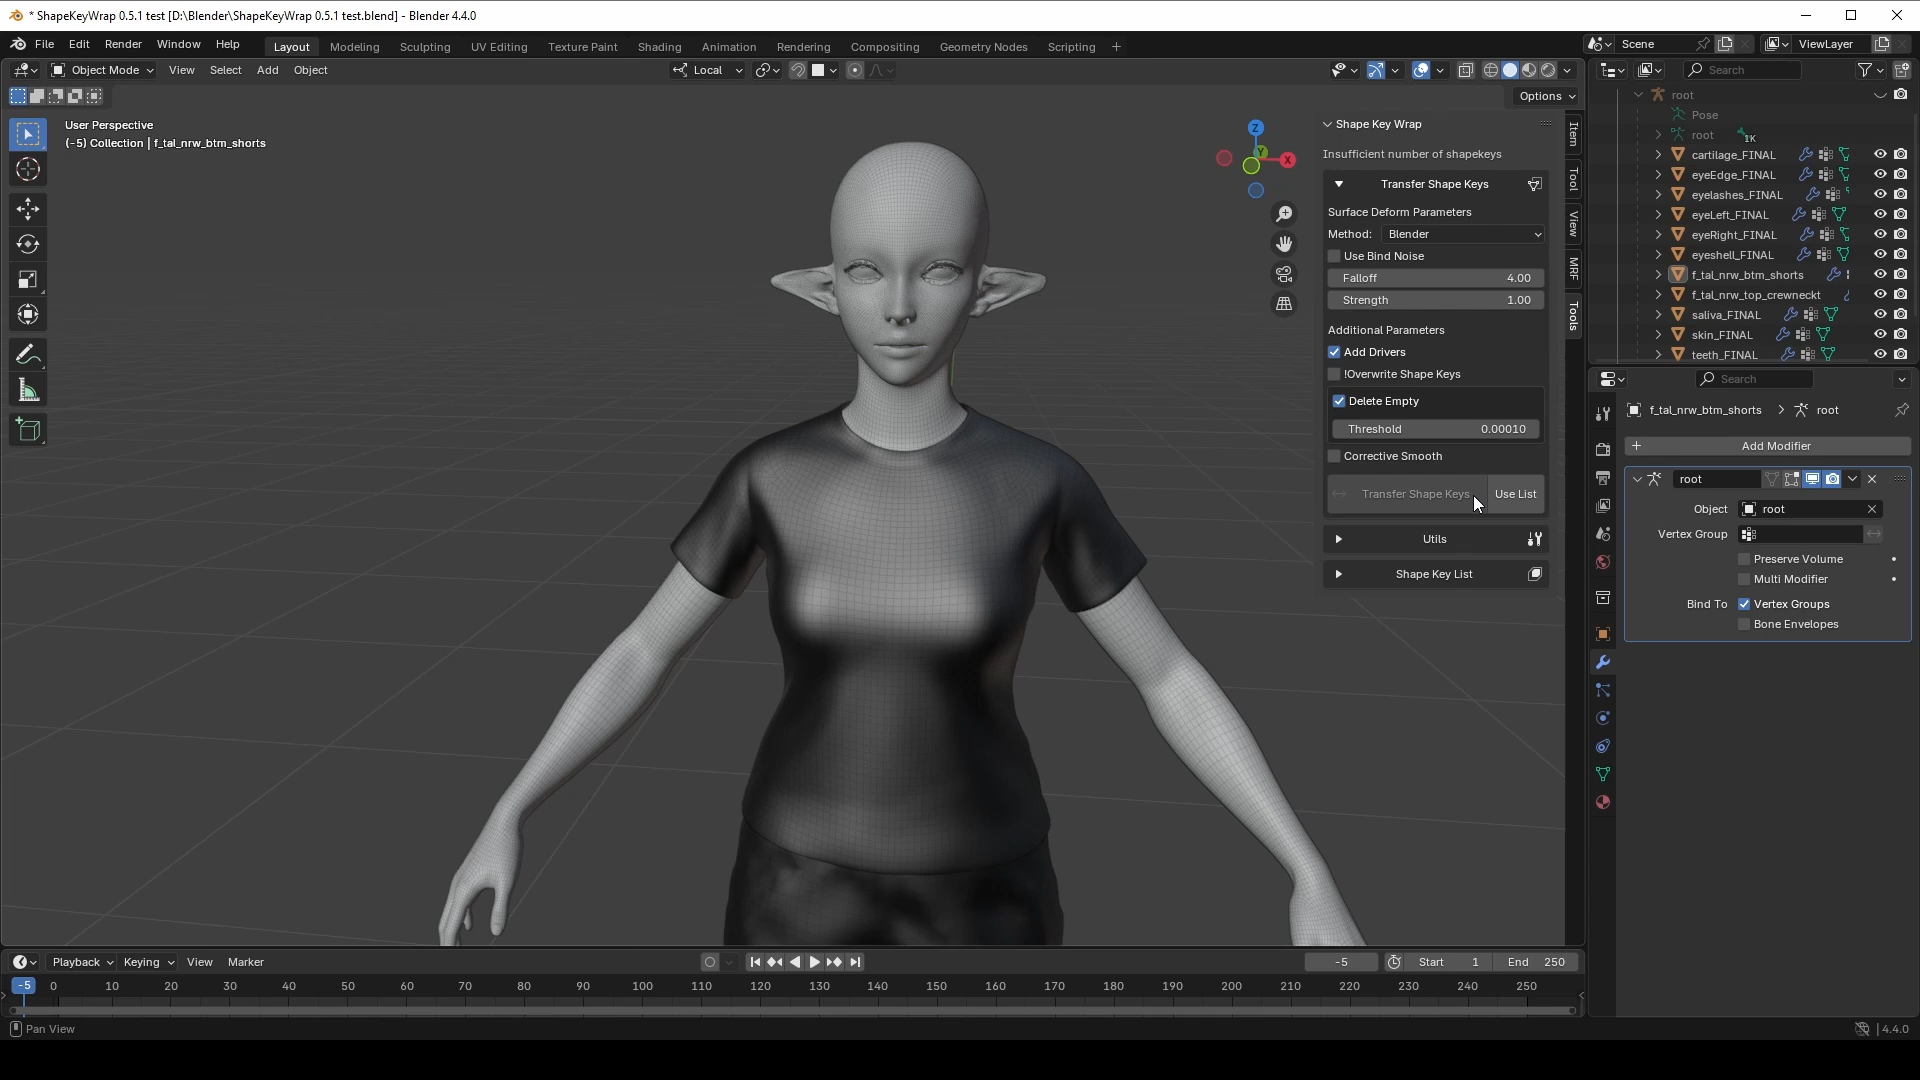 * ShapeKeyWrap 0.5.1 test [D:\Blender\ShapeKeyWrap 0.5.1 test.blend] - Blender 4.4.0
File Edit Render Window Help Layout Modeling Sculpting UV Editing Texture Paint Shading Animation Rendering Compositing Geometry Nodes Scripting + Scene ViewLayer
Object Mode View Select Add Object Local Search
Options
User Perspective
(-5) Collection | f_tal_nrw_btm_shorts
Z
Y
X
Shape Key Wrap
Insufficient number of shapekeys
Transfer Shape Keys
Surface Deform Parameters
Method: Blender
Use Bind Noise
Falloff 4.00
Strength 1.00
Additional Parameters
Add Drivers
!Overwrite Shape Keys
Delete Empty
Threshold 0.00010
Corrective Smooth
Transfer Shape Keys Use List
Utils
Shape Key List
Item
Tool
View
MRF
Tools
root
Pose
root 1K
cartilage_FINAL
eyeEdge_FINAL
eyelashes_FINAL
eyeLeft_FINAL
eyeRight_FINAL
eyeshell_FINAL
f_tal_nrw_btm_shorts
f_tal_nrw_top_crewneckt
saliva_FINAL
skin_FINAL
teeth_FINAL
Search
f_tal_nrw_btm_shorts > root
+ Add Modifier
root
Object root
Vertex Group
Preserve Volume
Multi Modifier
Bind To Vertex Groups
Bone Envelopes
Playback Keying View Marker -5 Start 1 End 250
-5 0 10 20 30 40 50 60 70 80 90 100 110 120 130 140 150 160 170 180 190 200 210 220 230 240 250
Pan View 4.4.0